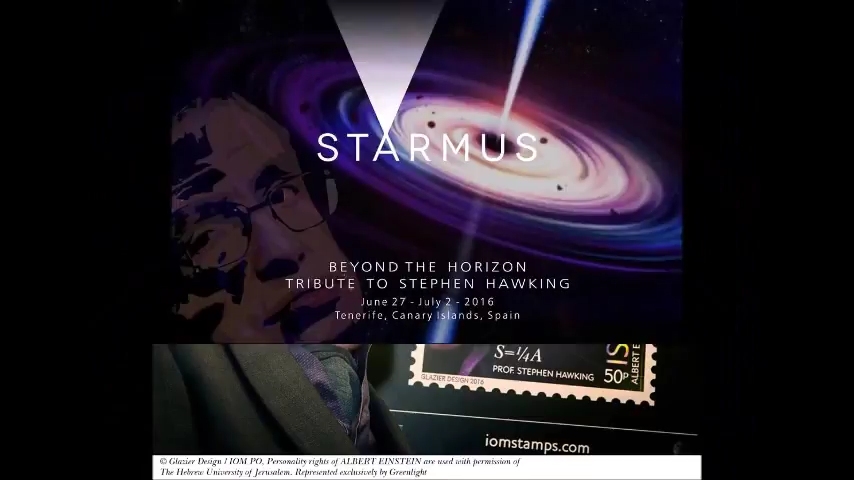 STARMUS
BEYOND THE HORIZON
TRIBUTE TO STEPHEN HAWKING
June 27 - July 2 - 2016
Tenerife, Canary Islands, Spain
S=¼A
PROF. STEPHEN HAWKING
50P
ALBERT E
IS
GLAZIER DESIGN 2016
iomstamps.com
© Glazier Design / IOM PO, Personality rights of ALBERT EINSTEIN are used with permission of
The Hebrew University of Jerusalem. Represented exclusively by Greenlight